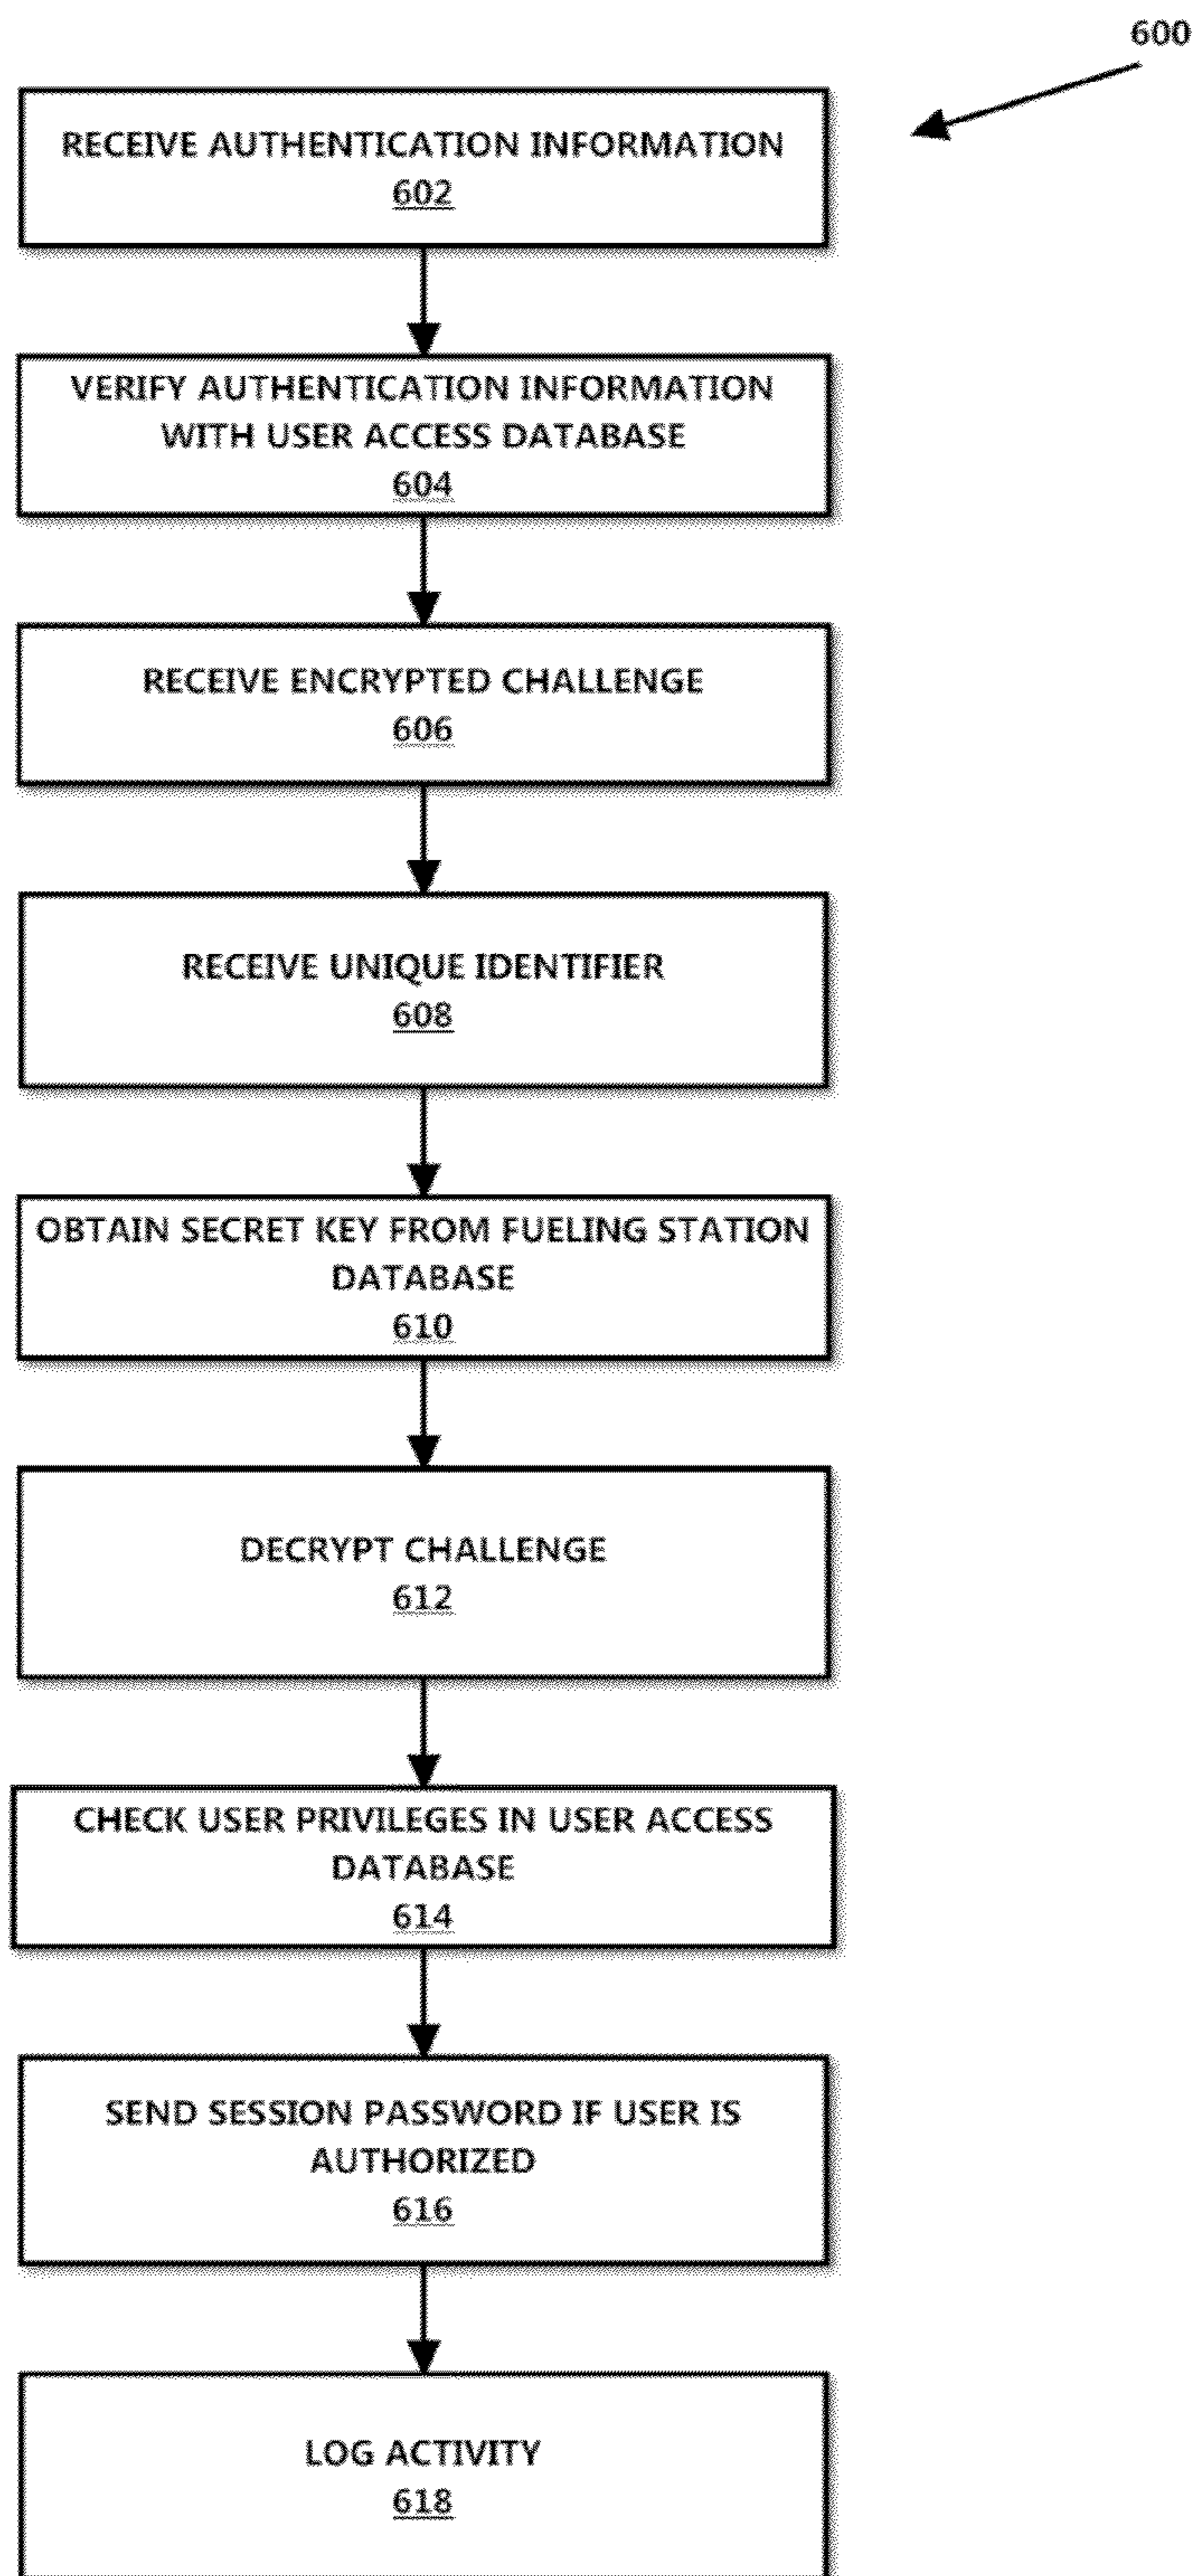 600
RECEIVE AUTHENTICATION INFORMATION
602
VERIFY AUTHENTICATION INFORMATION
WITH USER ACCESS DATABASE
604
RECEIVE ENCRYPTED CHALLENGE
606
RECEIVE UNIQUE IDENTIFIER
608
OBTAIN SECRET KEY FROM FUELING STATION
DATABASE
610
DECRYPT CHALLENGE
612
CHECK USER PRIVILEGES IN USER ACCESS
DATABASE
614
SEND SESSION PASSWORD IF USER IS
AUTHORIZED
616
LOG ACTIVITY
618